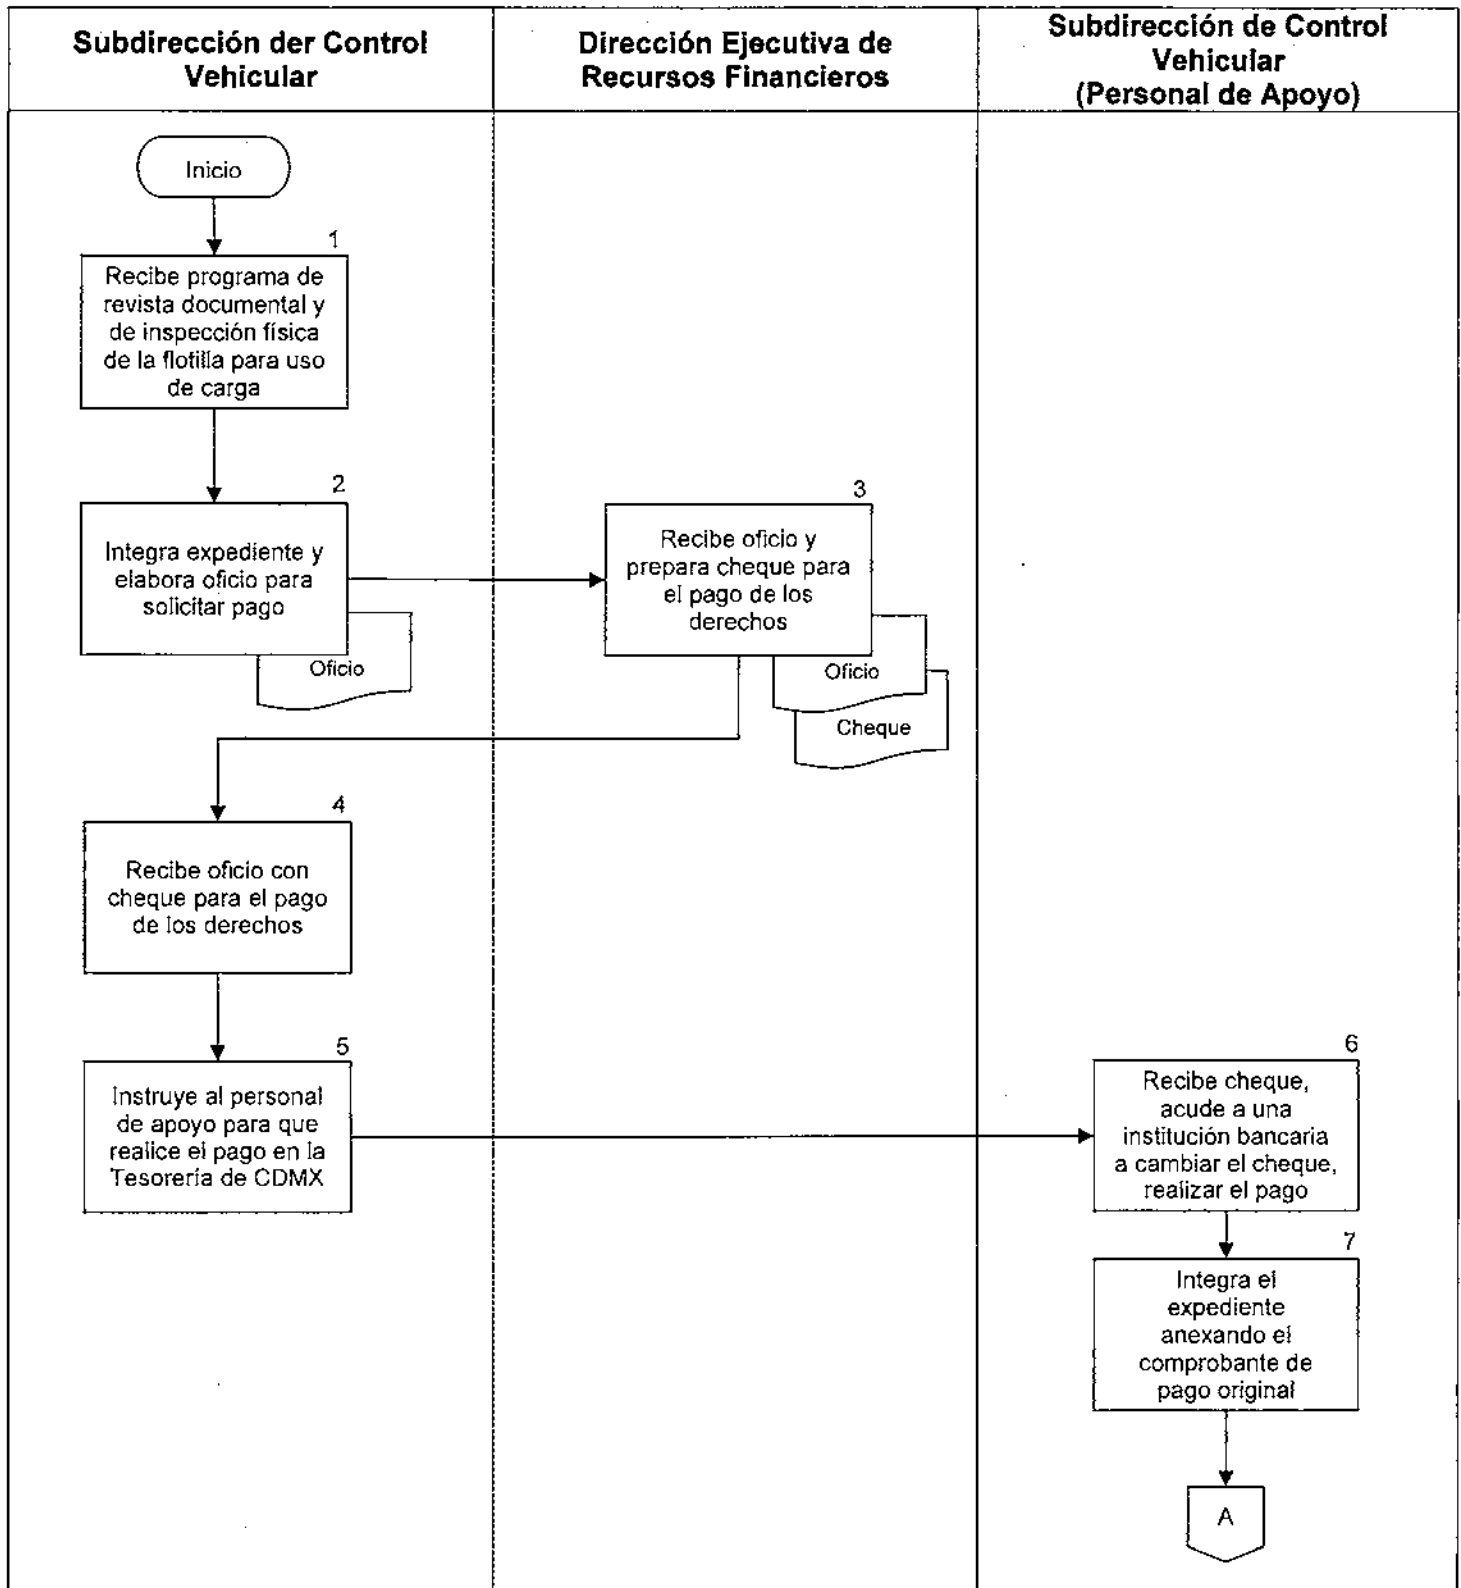 Subdirección der Control
Vehicular
Dirección Ejecutiva de
Recursos Financieros
Subdirección de Control
Vehicular
(Personal de Apoyo)
Inicio
1
Recibe programa de
revista documental y
de inspección física
de la flotilla para uso
de carga
2
Integra expediente y
elabora oficio para
solicitar pago
Oficio
3
Recibe oficio y
prepara cheque para
el pago de los
derechos
Oficio
Cheque
4
Recibe oficio con
cheque para el pago
de los derechos
5
Instruye al personal
de apoyo para que
realice el pago en la
Tesorería de CDMX
6
Recibe cheque,
acude a una
institución bancaria
a cambiar el cheque,
realizar el pago
7
Integra el
expediente
anexando el
comprobante de
pago original
A